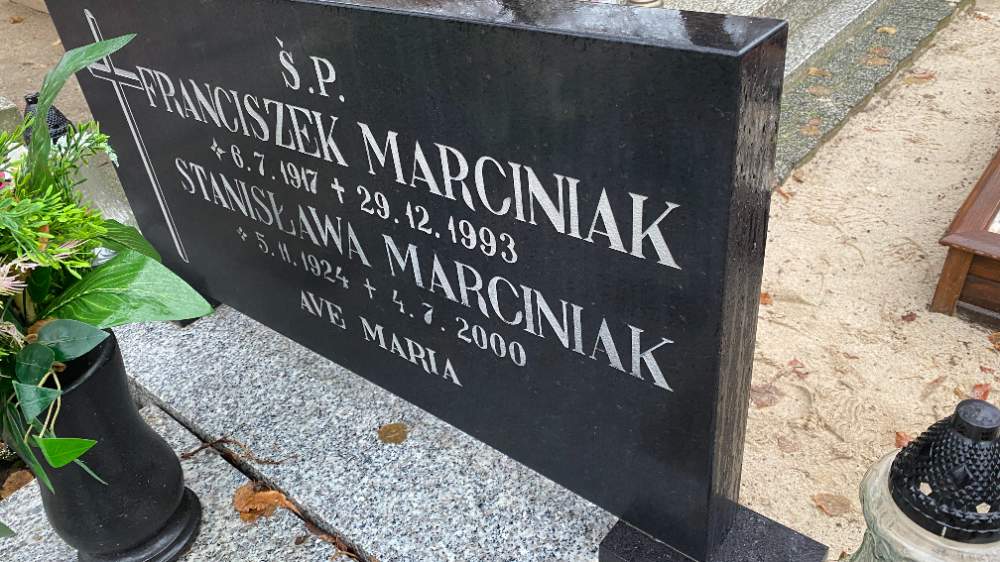 Ś.P.
FRANCISZEK MARCINIAK
* 6.7.1917 + 29.12.1993
STANISŁAWA MARCINIAK
* 5.11.1924 + 4.7.2000
AVE MARIA